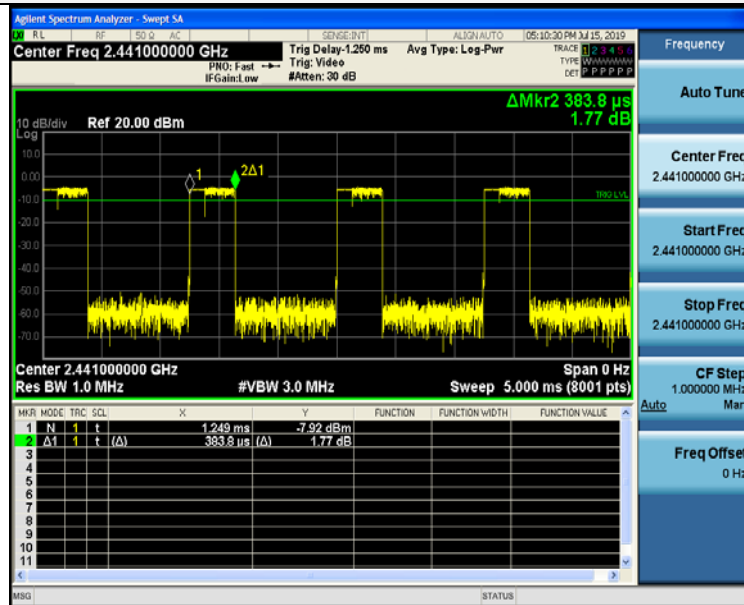 Agilent Spectrum Analyzer - Swept SA
LXI RL RF 50 Ω AC SENSE:INT ALIGN AUTO 05:10:30 PM Jul 15, 2019
Center Freq 2.441000000 GHz
PNO: Fast
IFGain:Low
Trig Delay-1.250 ms
Trig: Video
#Atten: 30 dB
Avg Type: Log-Pwr
TRACE 1 2 3 4 5 6
TYPE WWWWWW
DET P P P P P P
ΔMkr2 383.8 µs
1.77 dB
10 dB/div
Log
Ref 20.00 dBm
10.0
0.00
-10.0
-20.0
-30.0
-40.0
-50.0
-60.0
-70.0
1
2Δ1
TRIG LVL
Center 2.441000000 GHz Span 0 Hz
Res BW 1.0 MHz #VBW 3.0 MHz Sweep 5.000 ms (8001 pts)
MKR MODE TRC SCL X Y FUNCTION FUNCTION WIDTH FUNCTION VALUE
1 N 1 t 1.249 ms -7.92 dBm
2 Δ1 1 t (Δ) 383.8 µs (Δ) 1.77 dB
3
4
5
6
7
8
9
10
11
MSG STATUS
Frequency
Auto Tune
Center Freq
2.441000000 GHz
Start Freq
2.441000000 GHz
Stop Freq
2.441000000 GHz
CF Step
1.000000 MHz
Auto Man
Freq Offset
0 Hz